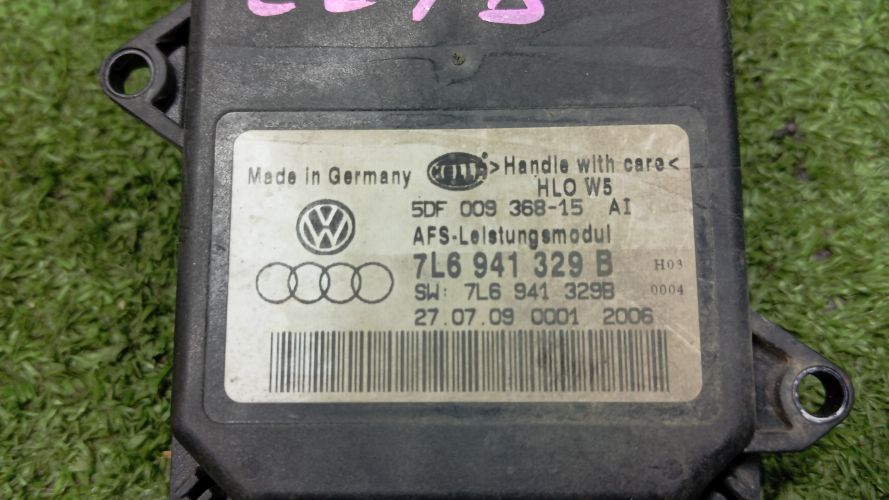 Made in Germany HELLA ® >Handle with care<
HLO W5
5DF 009 368-15 AI
AFS-Leistungsmodul
7L6 941 329 B H03
SW: 7L6 941 329B 0004
27.07.09 0001 2006